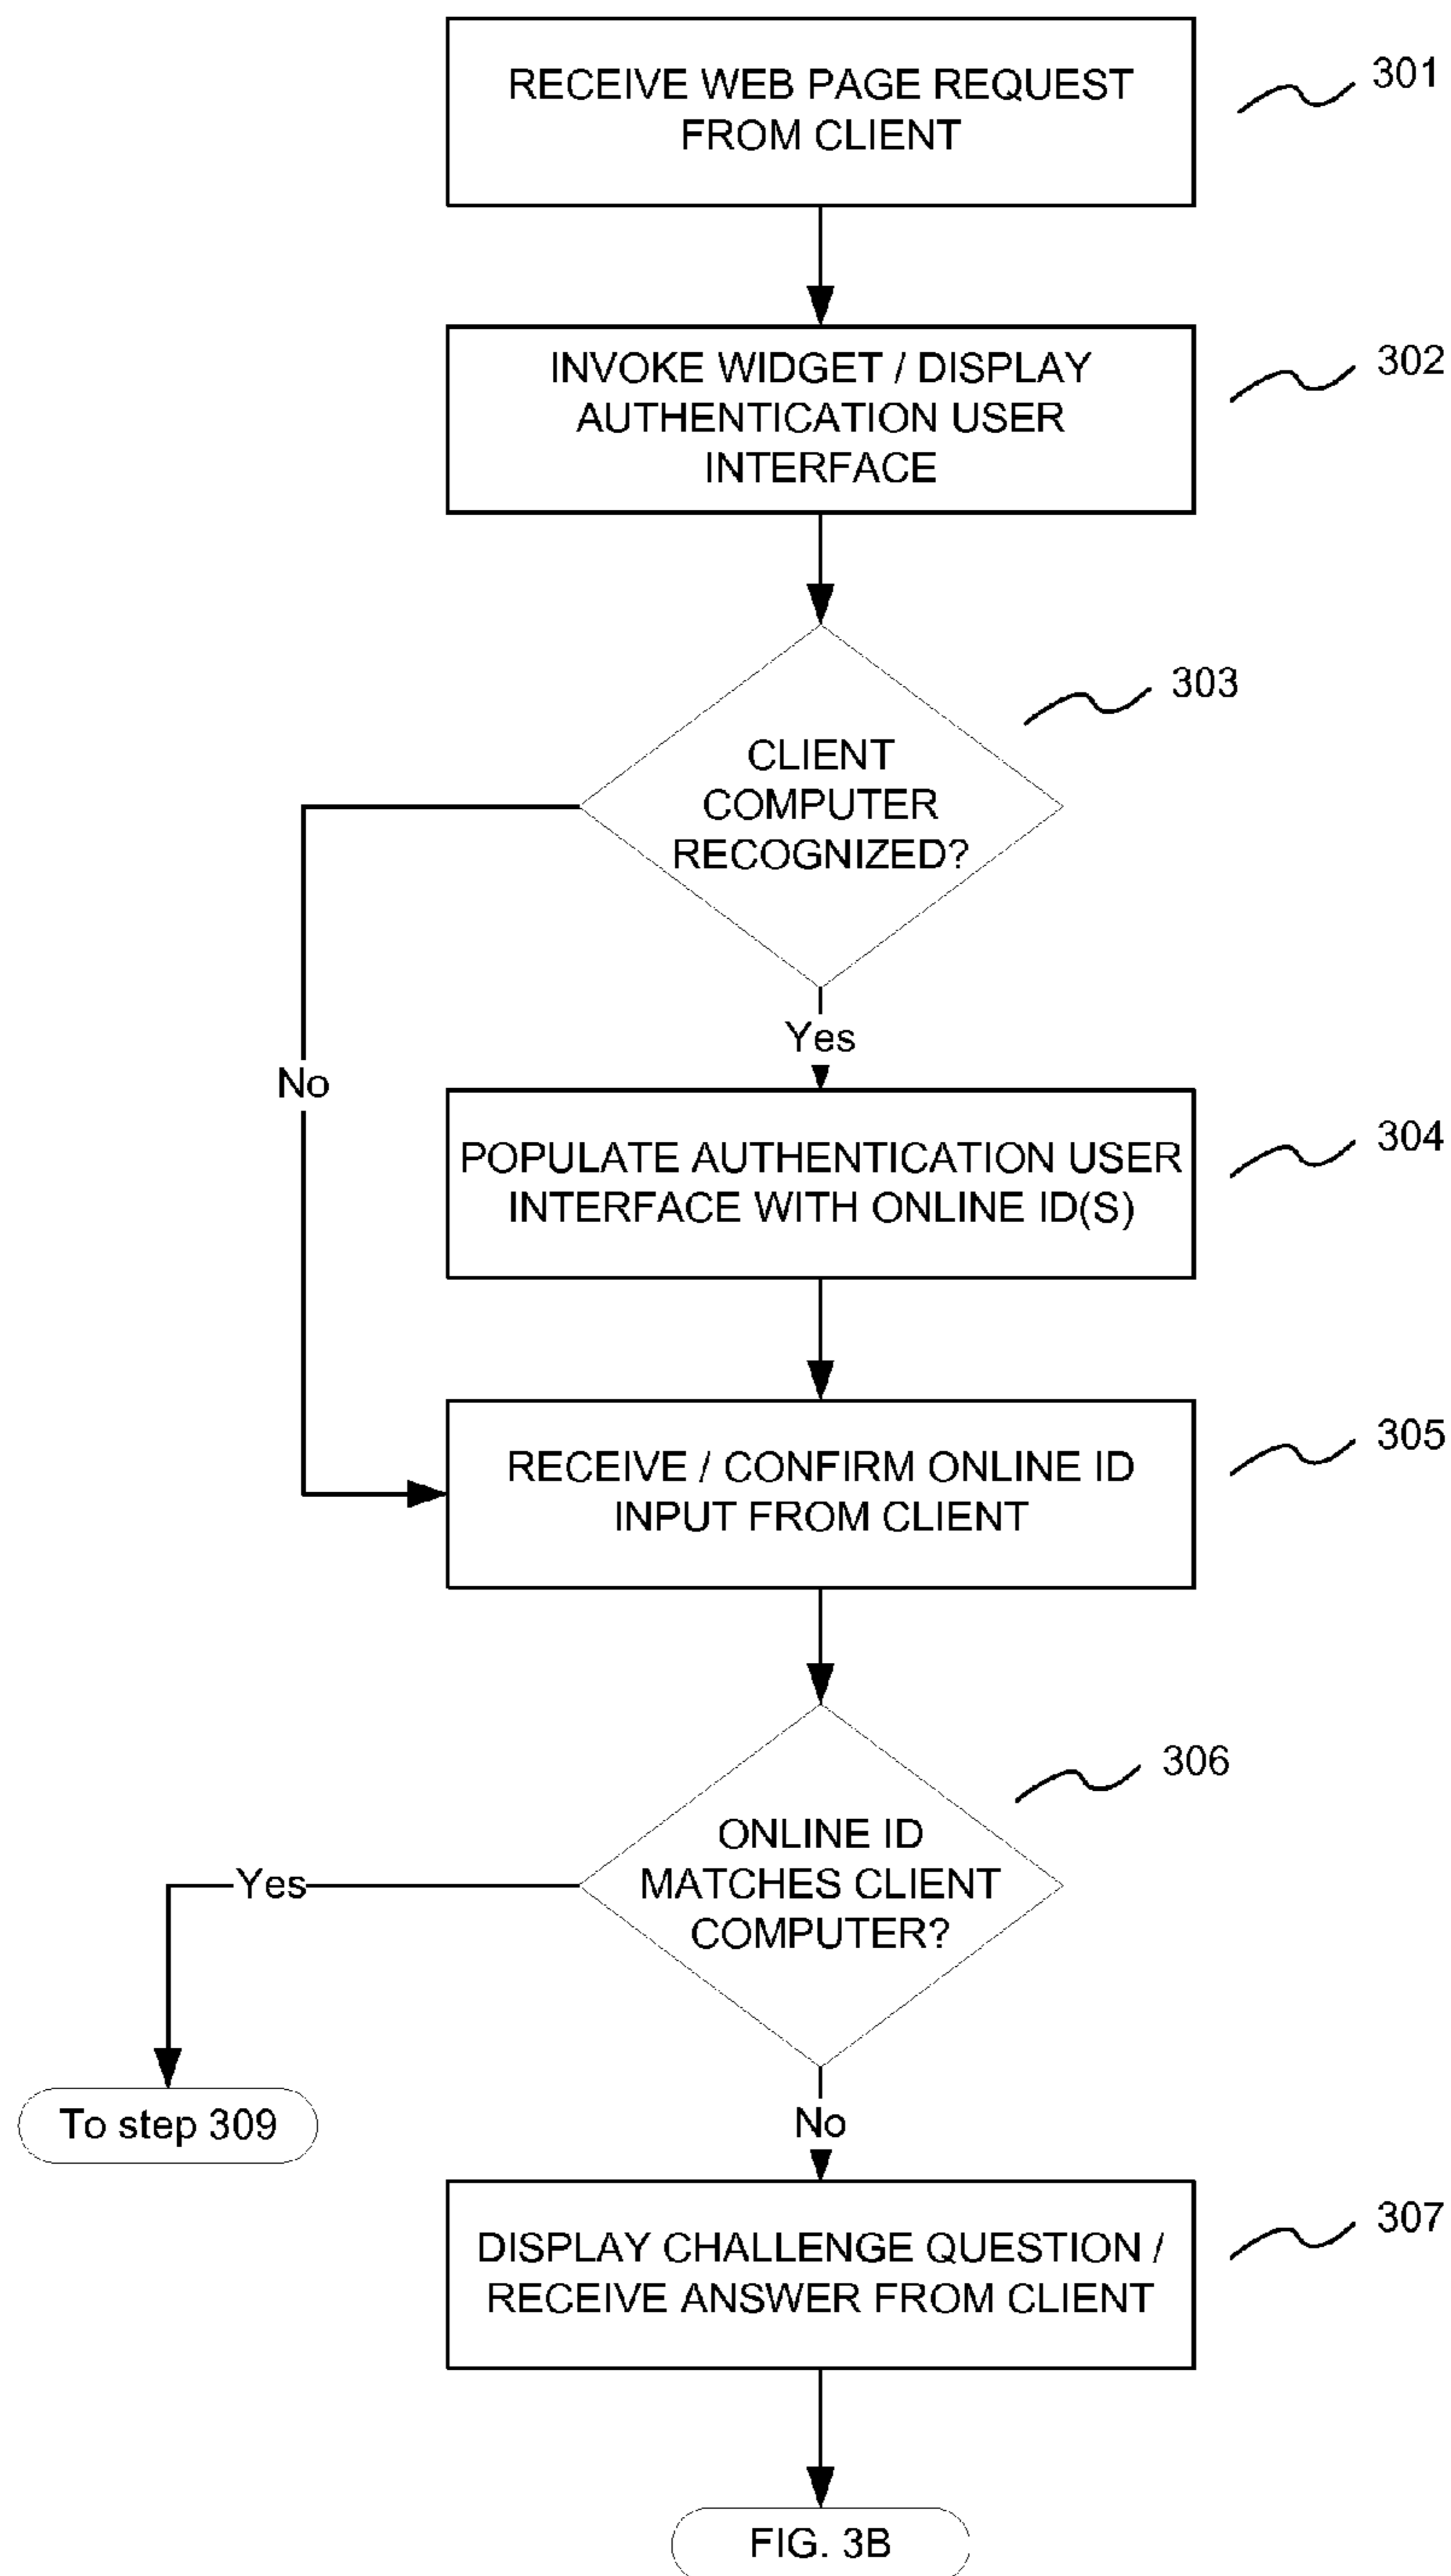 RECEIVE WEB PAGE REQUEST
FROM CLIENT
301
INVOKE WIDGET / DISPLAY
AUTHENTICATION USER
INTERFACE
302
CLIENT
COMPUTER
RECOGNIZED?
303
Yes
No
POPULATE AUTHENTICATION USER
INTERFACE WITH ONLINE ID(S)
304
RECEIVE / CONFIRM ONLINE ID
INPUT FROM CLIENT
305
ONLINE ID
MATCHES CLIENT
COMPUTER?
306
Yes
To step 309
No
DISPLAY CHALLENGE QUESTION /
RECEIVE ANSWER FROM CLIENT
307
FIG. 3B